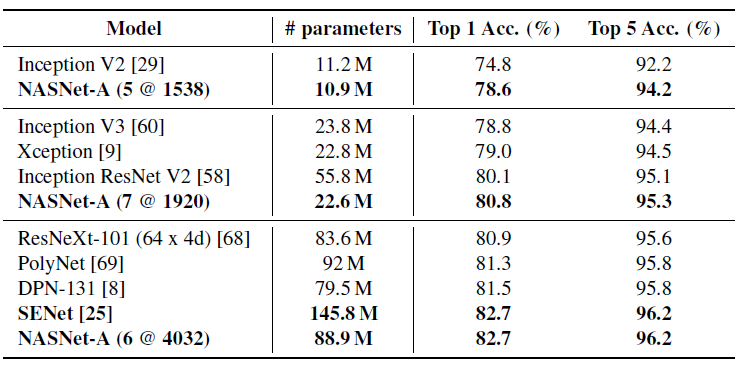 Model # parameters Top 1 Acc. (%) Top 5 Acc. (%)
Inception V2 [29] 11.2 M 74.8 92.2
NASNet-A (5 @ 1538) 10.9 M 78.6 94.2
Inception V3 [60] 23.8 M 78.8 94.4
Xception [9] 22.8 M 79.0 94.5
Inception ResNet V2 [58] 55.8 M 80.1 95.1
NASNet-A (7 @ 1920) 22.6 M 80.8 95.3
ResNeXt-101 (64 x 4d) [68] 83.6 M 80.9 95.6
PolyNet [69] 92 M 81.3 95.8
DPN-131 [8] 79.5 M 81.5 95.8
SENet [25] 145.8 M 82.7 96.2
NASNet-A (6 @ 4032) 88.9 M 82.7 96.2